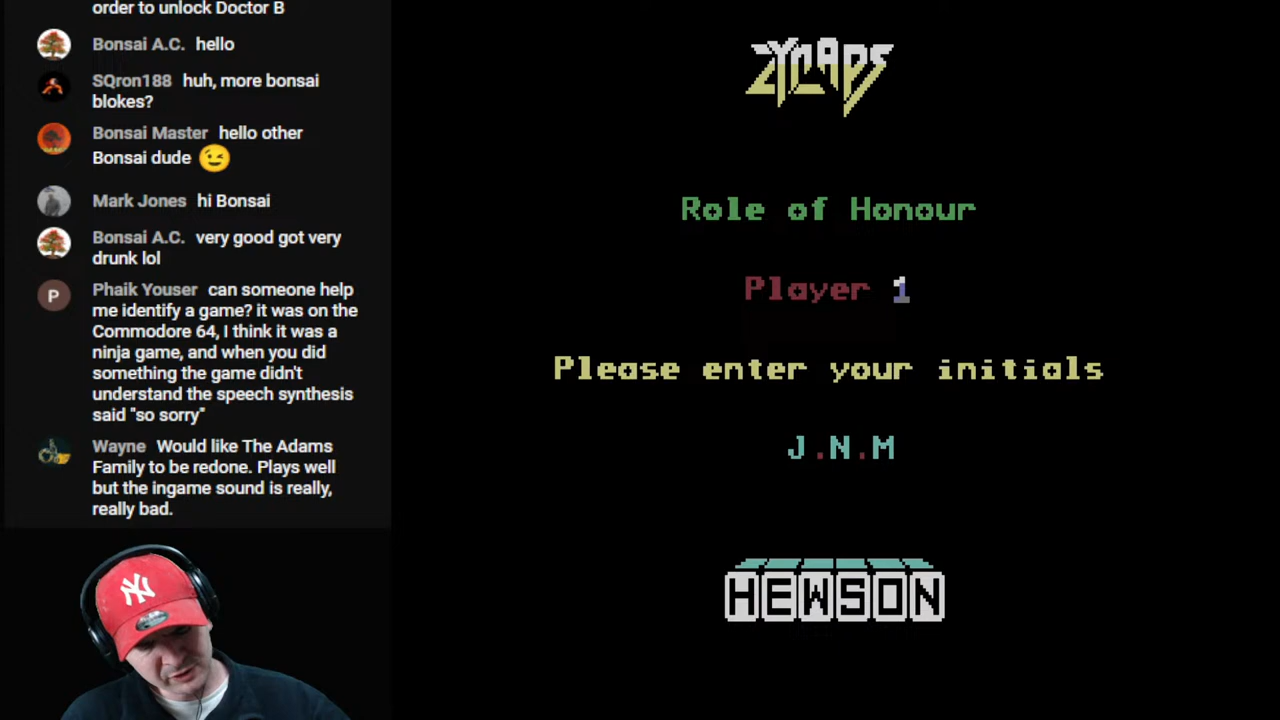 order to unlock Doctor B
Bonsai A.C. hello
SQron188 huh, more bonsai
blokes?
Bonsai Master hello other
Bonsai dude 😉
Mark Jones hi Bonsai
Bonsai A.C. very good got very
drunk lol
P Phaik Youser can someone help
me identify a game? it was on the
Commodore 64, I think it was a
ninja game, and when you did
something the game didn't
understand the speech synthesis
said "so sorry"
Wayne Would like The Adams
Family to be redone. Plays well
but the ingame sound is really,
really bad.
NY
ZYNAPS
Role of Honour
Player 1
Please enter your initials
J.N.M
HEWSON